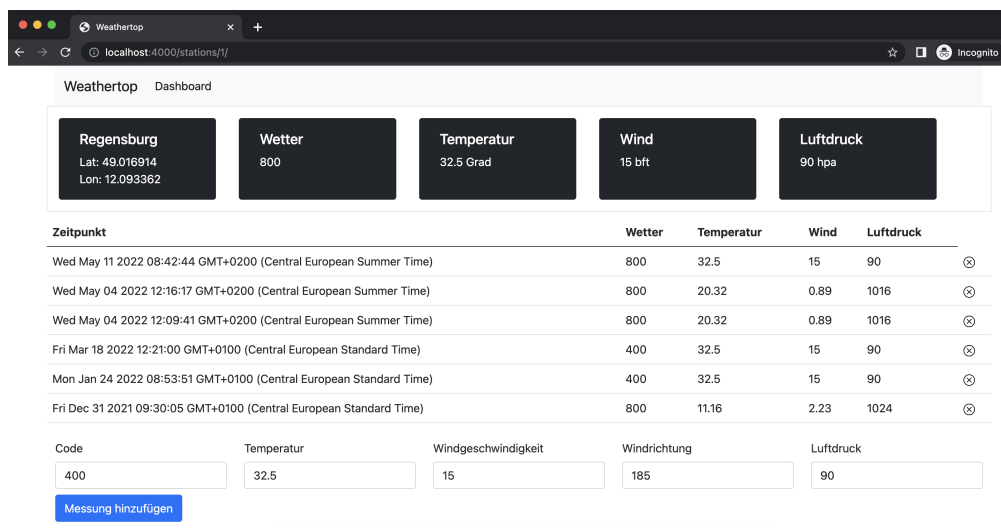 Weathertop
localhost:4000/stations/1/
Incognito
Weathertop Dashboard
Regensburg
Lat: 49.016914
Lon: 12.093362
Wetter
800
Temperatur
32.5 Grad
Wind
15 bft
Luftdruck
90 hpa
Zeitpunkt Wetter Temperatur Wind Luftdruck
Wed May 11 2022 08:42:44 GMT+0200 (Central European Summer Time) 800 32.5 15 90
Wed May 04 2022 12:16:17 GMT+0200 (Central European Summer Time) 800 20.32 0.89 1016
Wed May 04 2022 12:09:41 GMT+0200 (Central European Summer Time) 800 20.32 0.89 1016
Fri Mar 18 2022 12:21:00 GMT+0100 (Central European Standard Time) 400 32.5 15 90
Mon Jan 24 2022 08:53:51 GMT+0100 (Central European Standard Time) 400 32.5 15 90
Fri Dec 31 2021 09:30:05 GMT+0100 (Central European Standard Time) 800 11.16 2.23 1024
Code Temperatur Windgeschwindigkeit Windrichtung Luftdruck
400 32.5 15 185 90
Messung hinzufügen